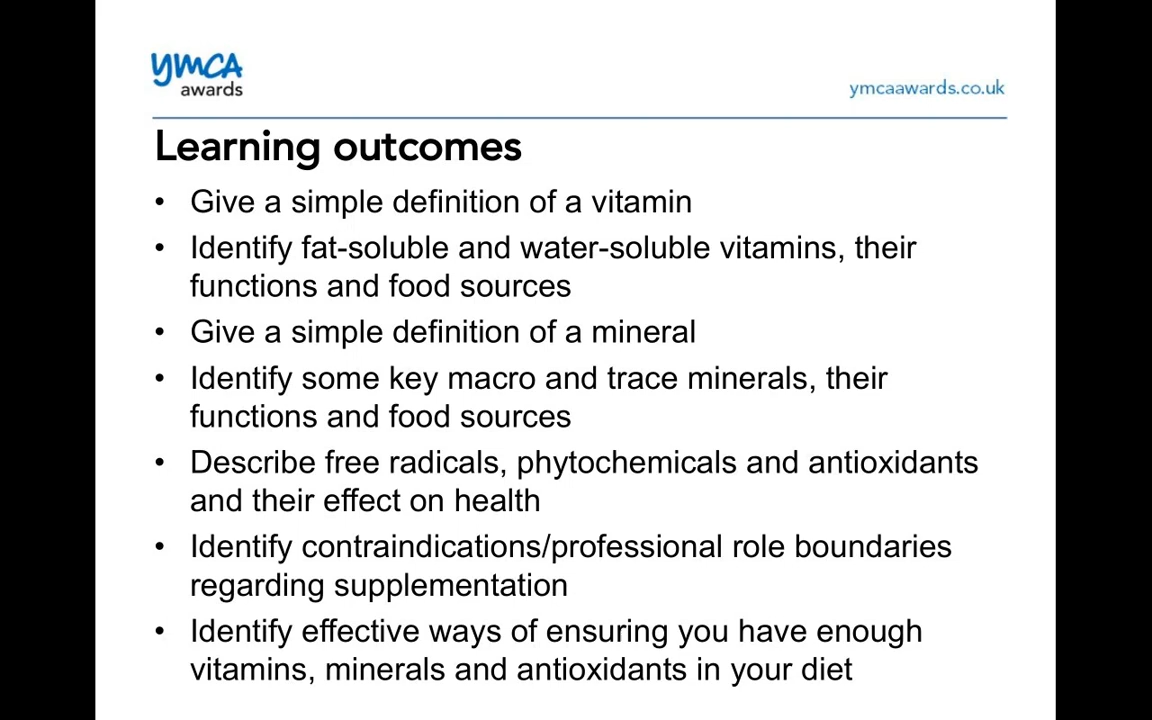 ymca
awards
ymcaawards.co.uk
Learning outcomes
• Give a simple definition of a vitamin
• Identify fat-soluble and water-soluble vitamins, their
functions and food sources
• Give a simple definition of a mineral
• Identify some key macro and trace minerals, their
functions and food sources
• Describe free radicals, phytochemicals and antioxidants
and their effect on health
• Identify contraindications/professional role boundaries
regarding supplementation
• Identify effective ways of ensuring you have enough
vitamins, minerals and antioxidants in your diet